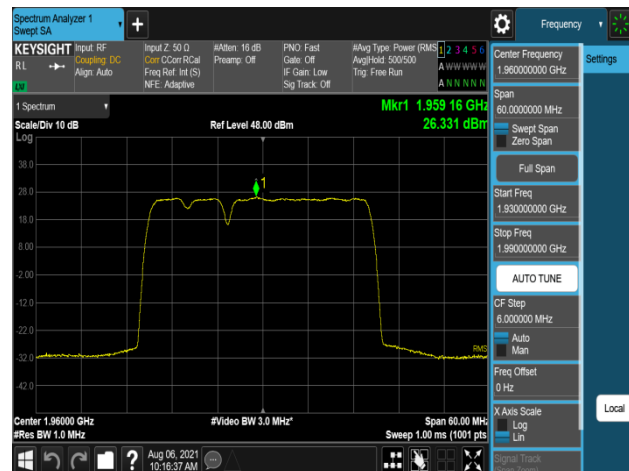 Spectrum Analyzer 1
Swept SA
+
Frequency
KEYSIGHT
RL
Input: RF
Coupling: DC
Align: Auto
Input Z: 50 Ω
Corr CCorr RCal
Freq Ref: Int (S)
NFE: Adaptive
#Atten: 16 dB
Preamp: Off
PNO: Fast
Gate: Off
IF Gain: Low
Sig Track: Off
#Avg Type: Power (RMS
Avg|Hold: 500/500
Trig: Free Run
1 2 3 4 5 6
A W W W W W
A N N N N N
LU
1 Spectrum
Scale/Div 10 dB
Ref Level 48.00 dBm
Mkr1 1.959 16 GHz
26.331 dBm
Log
38.0
28.0
18.0
8.00
-2.00
-12.0
-22.0
-32.0
-42.0
1
RMS
Center 1.96000 GHz
#Res BW 1.0 MHz
#Video BW 3.0 MHz*
Span 60.00 MHz
Sweep 1.00 ms (1001 pts
?
Aug 06, 2021
10:16:37 AM
Center Frequency
1.960000000 GHz
Span
60.0000000 MHz
Swept Span
Zero Span
Full Span
Start Freq
1.930000000 GHz
Stop Freq
1.990000000 GHz
AUTO TUNE
CF Step
6.000000 MHz
Auto
Man
Freq Offset
0 Hz
X Axis Scale
Log
Lin
Signal Track
Settings
Local